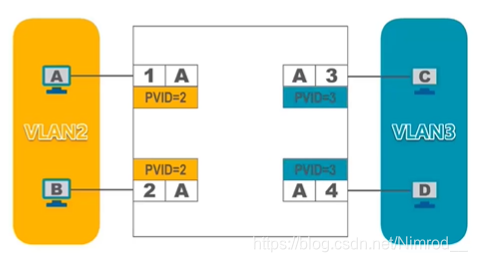 A
1 A
A 3
C
PVID=2
PVID=3
VLAN2
VLAN3
PVID=2
PVID=3
B
2 A
A 4
D
https://blog.csdn.net/Nimrod__